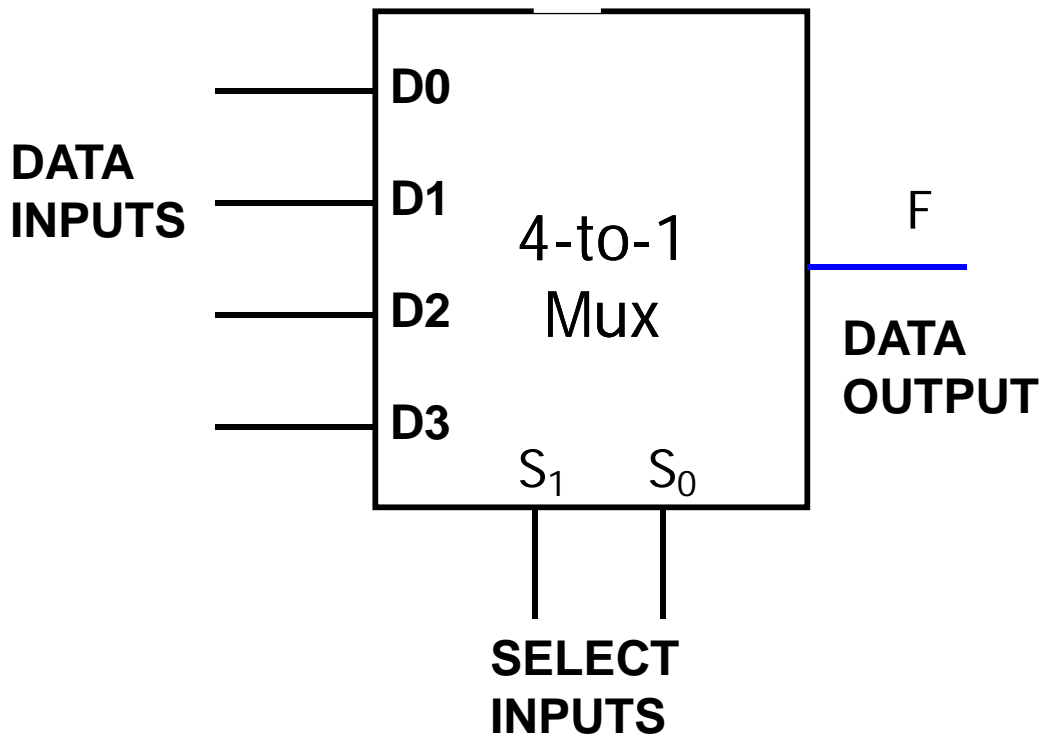 DATA
INPUTS
D0
D1
D2
D3
4-to-1
Mux
S₁ S₀
F
DATA
OUTPUT
SELECT
INPUTS